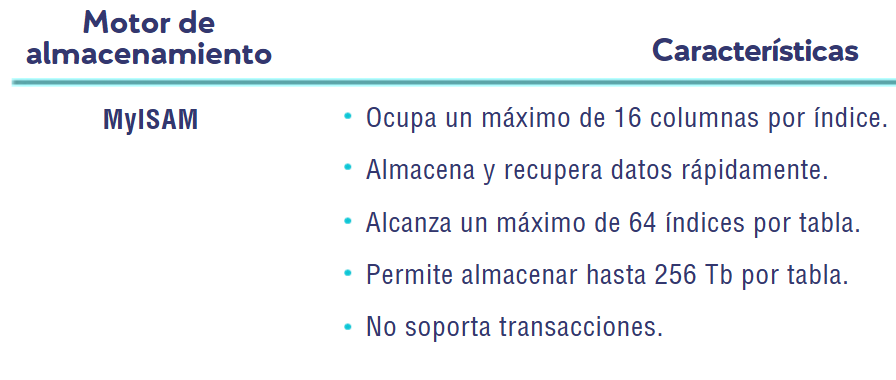 Motor de
almacenamiento
Características
MyISAM
• Ocupa un máximo de 16 columnas por índice.
• Almacena y recupera datos rápidamente.
• Alcanza un máximo de 64 índices por tabla.
• Permite almacenar hasta 256 Tb por tabla.
• No soporta transacciones.